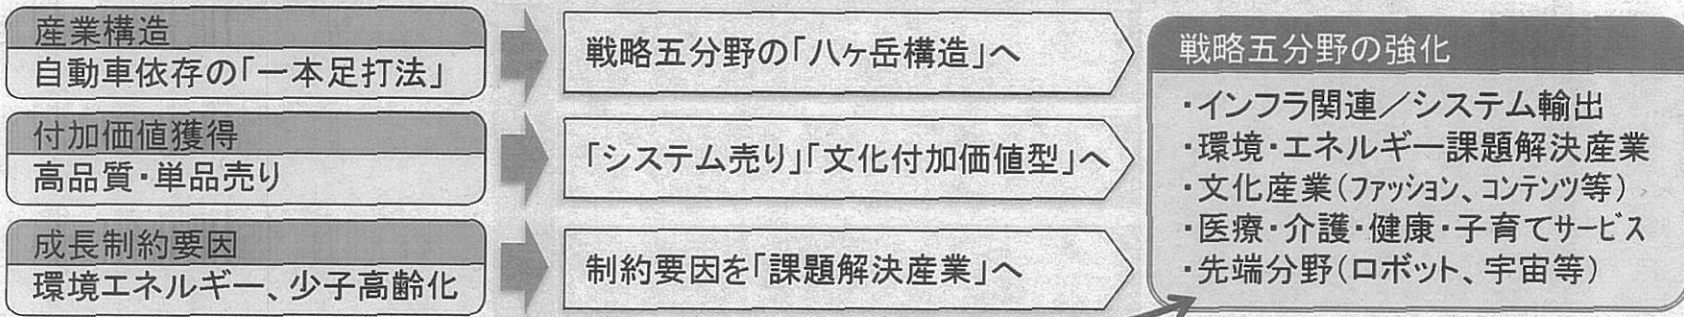 産業構造
自動車依存の「一本足打法」
戦略五分野の「八ヶ岳構造」へ
付加価値獲得
高品質・単品売り
「システム売り」「文化付加価値型」へ
成長制約要因
環境エネルギー、少子高齢化
制約要因を「課題解決産業」へ
戦略五分野の強化
・インフラ関連／システム輸出
・環境・エネルギー課題解決産業
・文化産業(ファッション、コンテンツ等)
・医療・介護・健康・子育てサービス
・先端分野(ロボット、宇宙等)